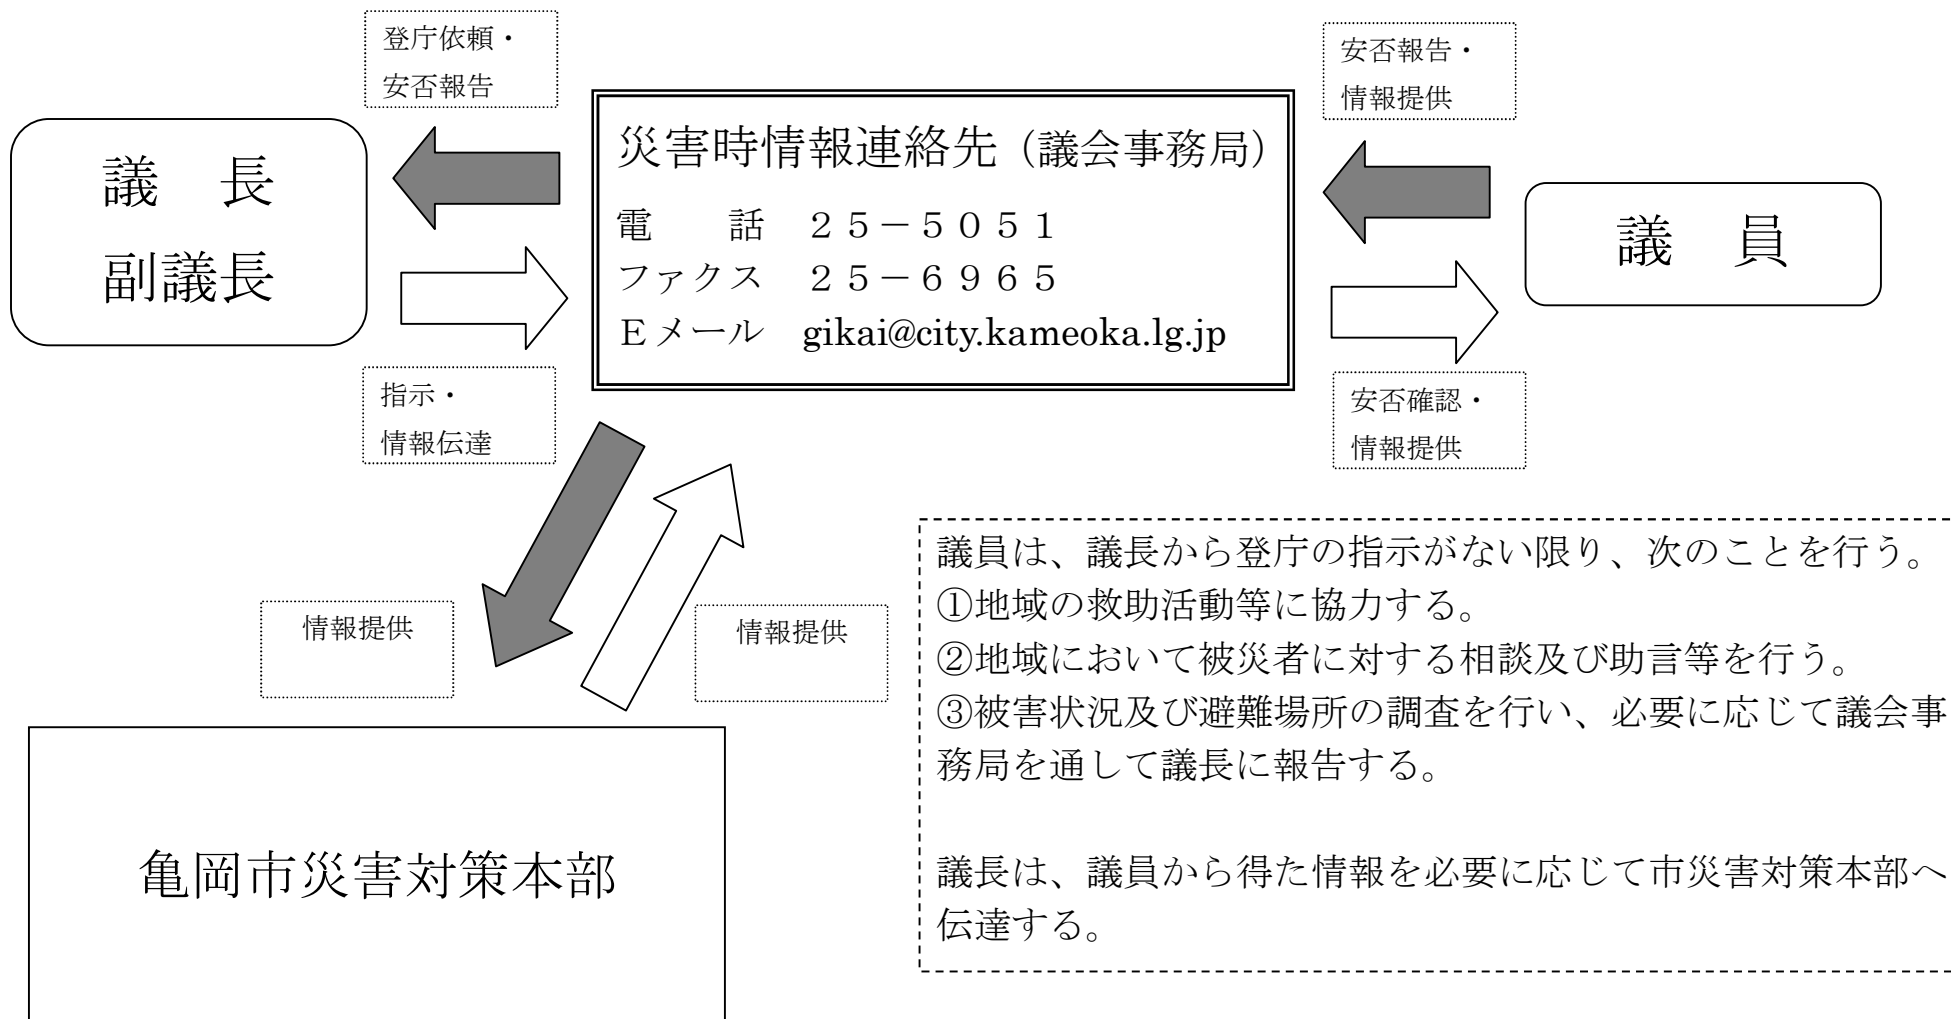 登庁依頼・
安否報告
安否報告・
情報提供
議　長
副議長
災害時情報連絡先（議会事務局）
電　　話　２５－５０５１
ファクス　２５－６９６５
Ｅメール　gikai@city.kameoka.lg.jp
議　員
指示・
情報伝達
安否確認・
情報提供
情報提供
情報提供
議員は、議長から登庁の指示がない限り、次のことを行う。
①地域の救助活動等に協力する。
②地域において被災者に対する相談及び助言等を行う。
③被害状況及び避難場所の調査を行い、必要に応じて議会事
務局を通して議長に報告する。
議長は、議員から得た情報を必要に応じて市災害対策本部へ
伝達する。
亀岡市災害対策本部